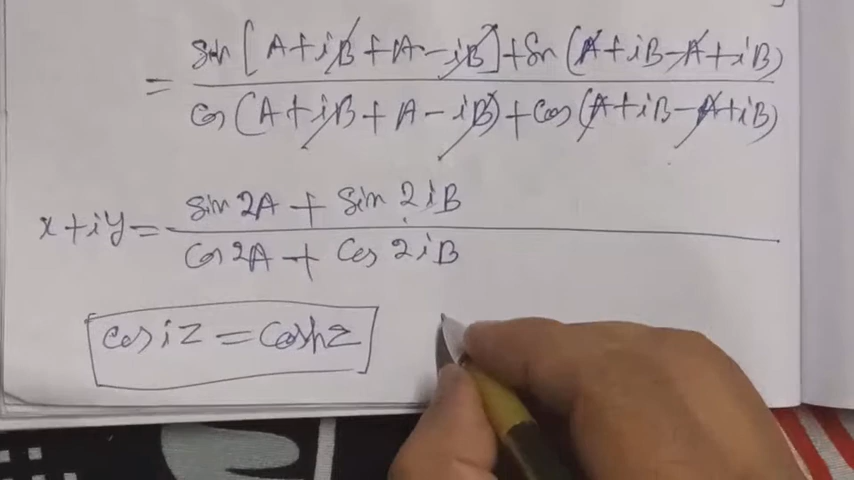 = sin [A+iB+A-iB]+Sn (A+iB-A+iB) / cos (A+iB+A-iB)+Cos (A+iB-A+iB)
x+iy = sin 2A + sin 2iB / cos 2A + Cos 2iB
cos iz = Coshz